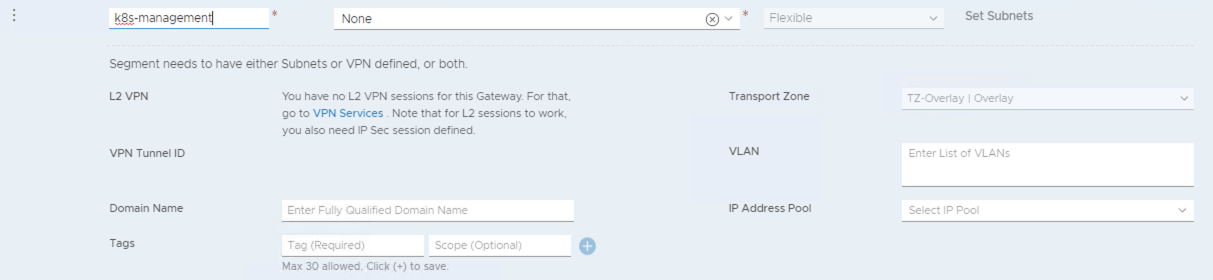 k8s-management * None * Flexible Set Subnets
Segment needs to have either Subnets or VPN defined, or both.
L2 VPN
You have no L2 VPN sessions for this Gateway. For that,
go to VPN Services . Note that for L2 sessions to work,
you also need IP Sec session defined.
Transport Zone
TZ-Overlay | Overlay
VPN Tunnel ID
VLAN
Enter List of VLANs
Domain Name
Enter Fully Qualified Domain Name
IP Address Pool
Select IP Pool
Tags
Tag (Required) Scope (Optional)
Max 30 allowed. Click (+) to save.